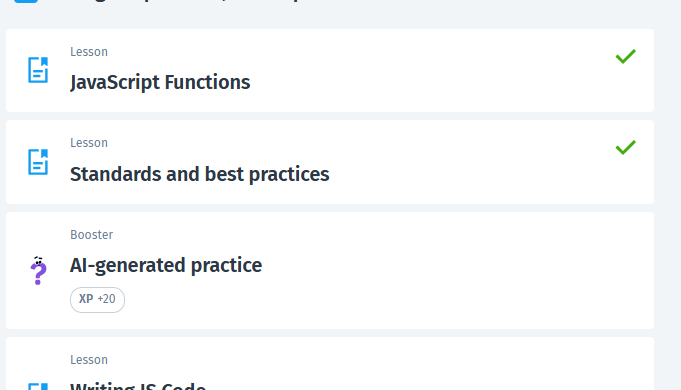 Lesson
JavaScript Functions
Lesson
Standards and best practices
Booster
AI-generated practice
XP +20
Lesson
Writing JS Code